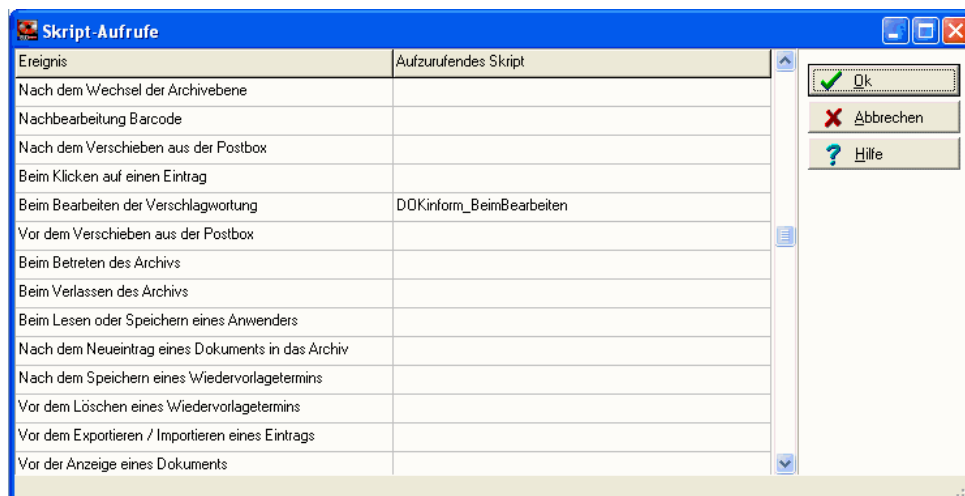 Skript-Aufrufe
Ereignis Aufzurufendes Skript
Nach dem Wechsel der Archivebene
Nachbearbeitung Barcode
Nach dem Verschieben aus der Postbox
Beim Klicken auf einen Eintrag
Beim Bearbeiten der Verschlagwortung DOKinform_BeimBearbeiten
Vor dem Verschieben aus der Postbox
Beim Betreten des Archivs
Beim Verlassen des Archivs
Beim Lesen oder Speichern eines Anwenders
Nach dem Neueintrag eines Dokuments in das Archiv
Nach dem Speichern eines Wiedervorlagetermins
Vor dem Löschen eines Wiedervorlagetermins
Vor dem Exportieren / Importieren eines Eintrags
Vor der Anzeige eines Dokuments
Ok
Abbrechen
Hilfe